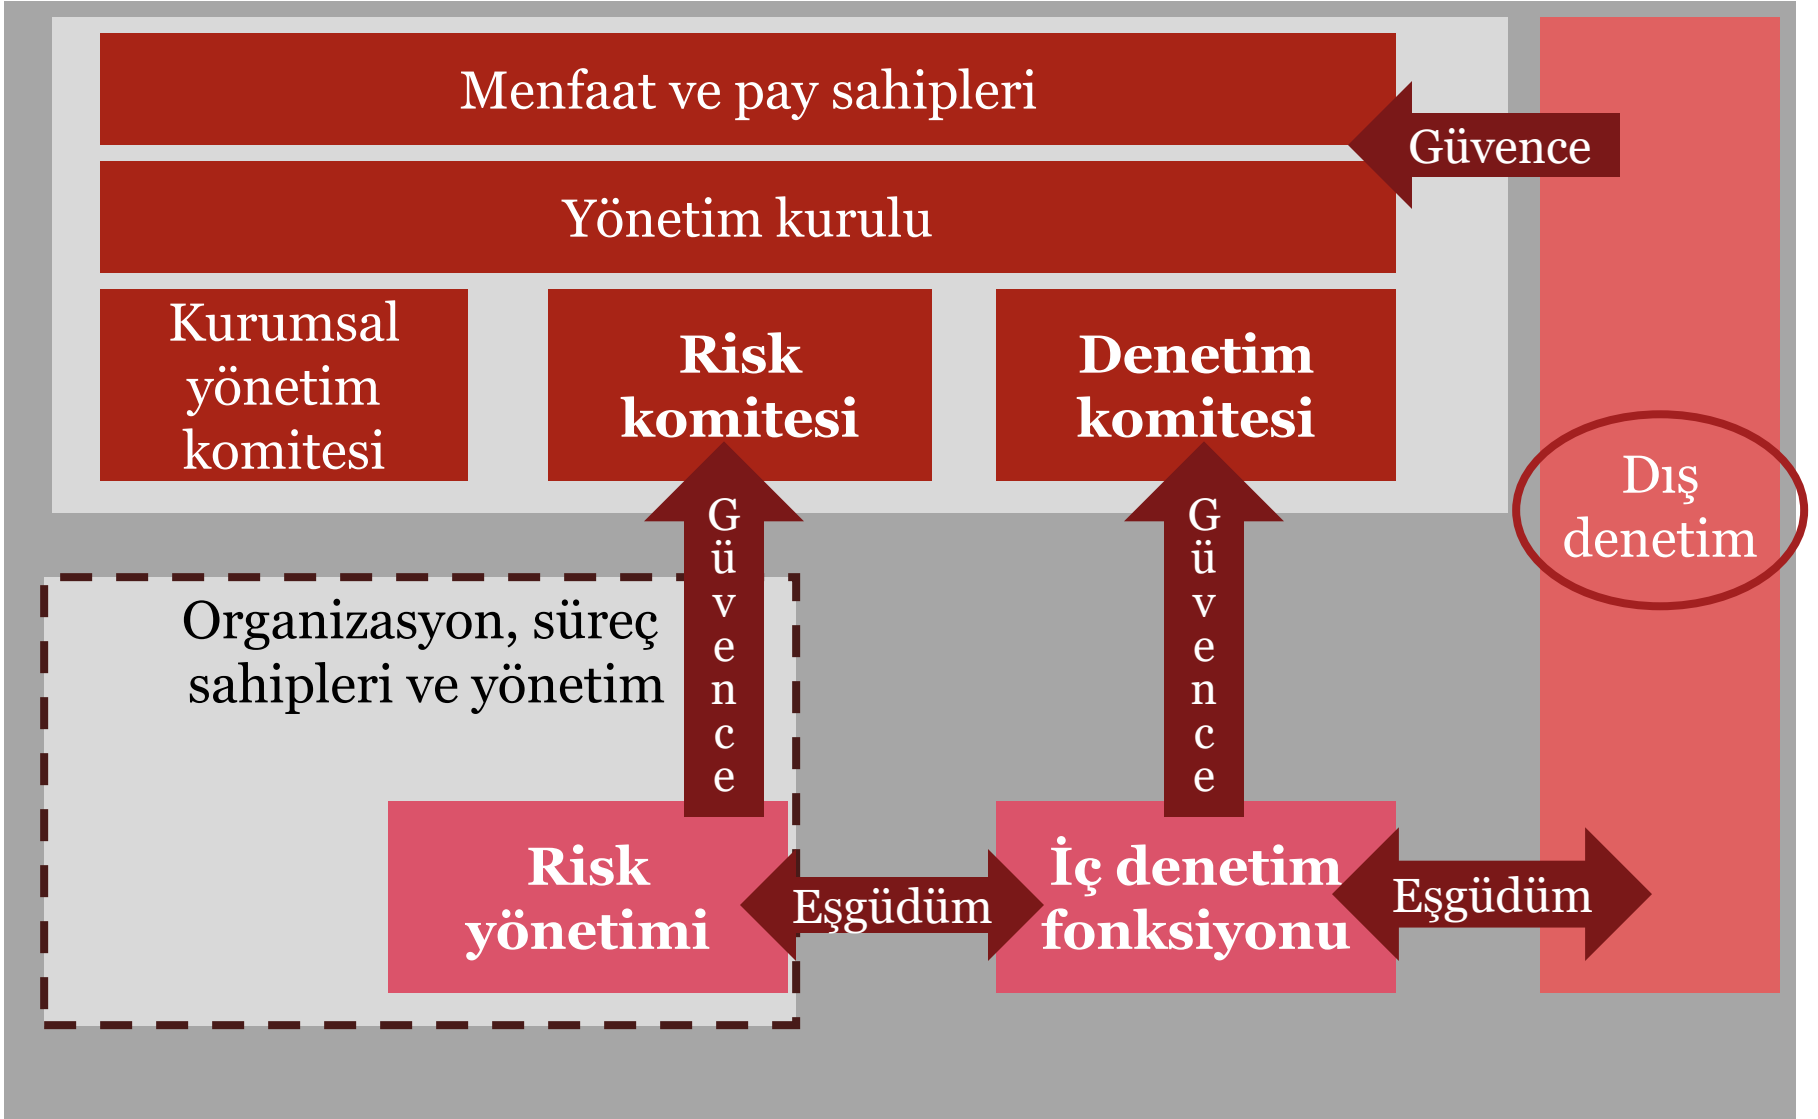 Menfaat ve pay sahipleri
Güvence
Yönetim kurulu
Kurumsal
yönetim
komitesi
Risk
komitesi
Denetim
komitesi
Dış
denetim
Güvence
Güvence
Organizasyon, süreç
sahipleri ve yönetim
Risk
yönetimi
Eşgüdüm
İç denetim
fonksiyonu
Eşgüdüm